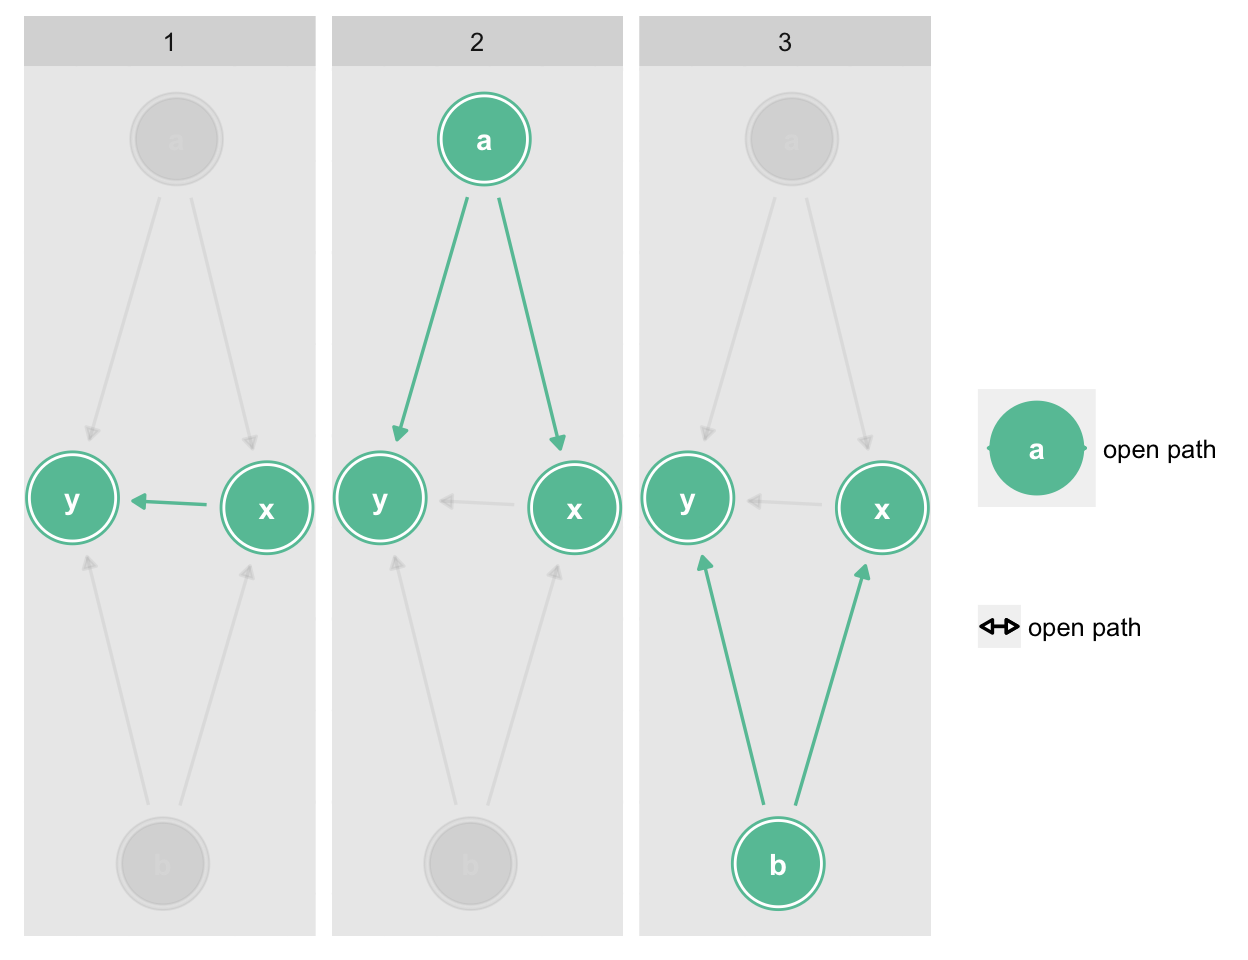 1 2 3
a a a
y x y x y x
b b b
a open path
open path